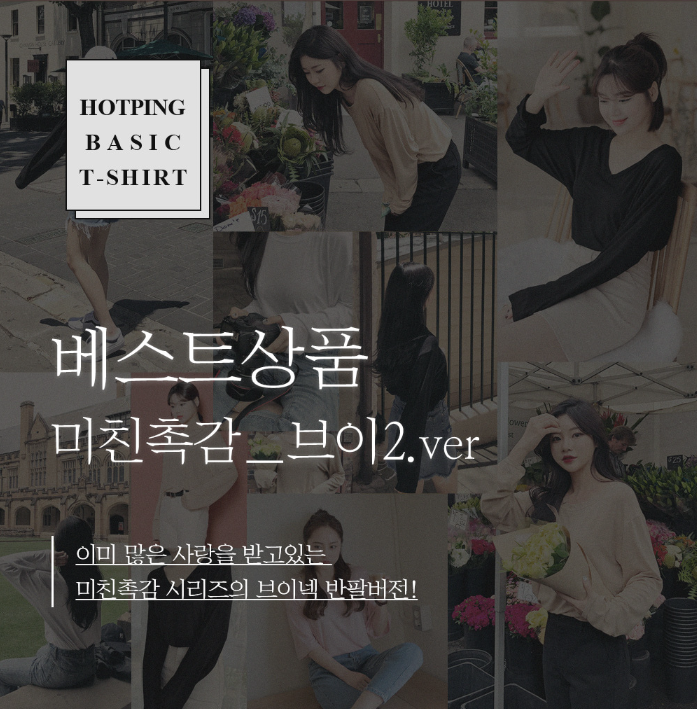 HOTPING
BASIC
T-SHIRT
HOTEL
$15
베스트상품
미친촉감_브이2.ver
이미 많은 사랑을 받고있는
미친촉감 시리즈의 브이넥 반팔버전!